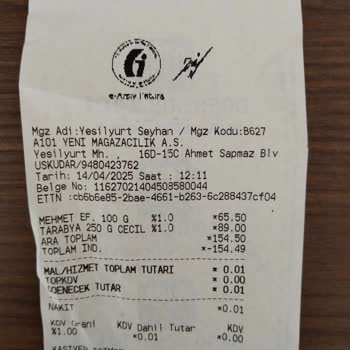 e-Arşiv Fatura
Mgz Adi:Yesilyurt Seyhan / Mgz Kodu:B627
A101 YENI MAGAZACILIK A.S.
Yesilyurt Mh. , 16D-15C Ahmet Sapmaz Blv
USKUDAR/9480423762
Tarih: 14/04/2025 Saat : 12:11
Belge No: 11627021404508580044
ETTN :cb6b6e85-2bae-4661-b263-6c288437cf04
MEHMET EF. 100 G %1.0 *65.50
TARABYA 250 G CECIL %1.0 *89.00
ARA TOPLAM *154.50
TOPLAM IND. *-154.49
MAL/HIZMET TOPLAM TUTARI * 0.01
TOPKDV * 0.00
ODENECEK TUTAR * 0.01
NAKIT *0.01
KDV Orani KDV Dahil Tutar KDV
%1.00 *0.01 *0.00